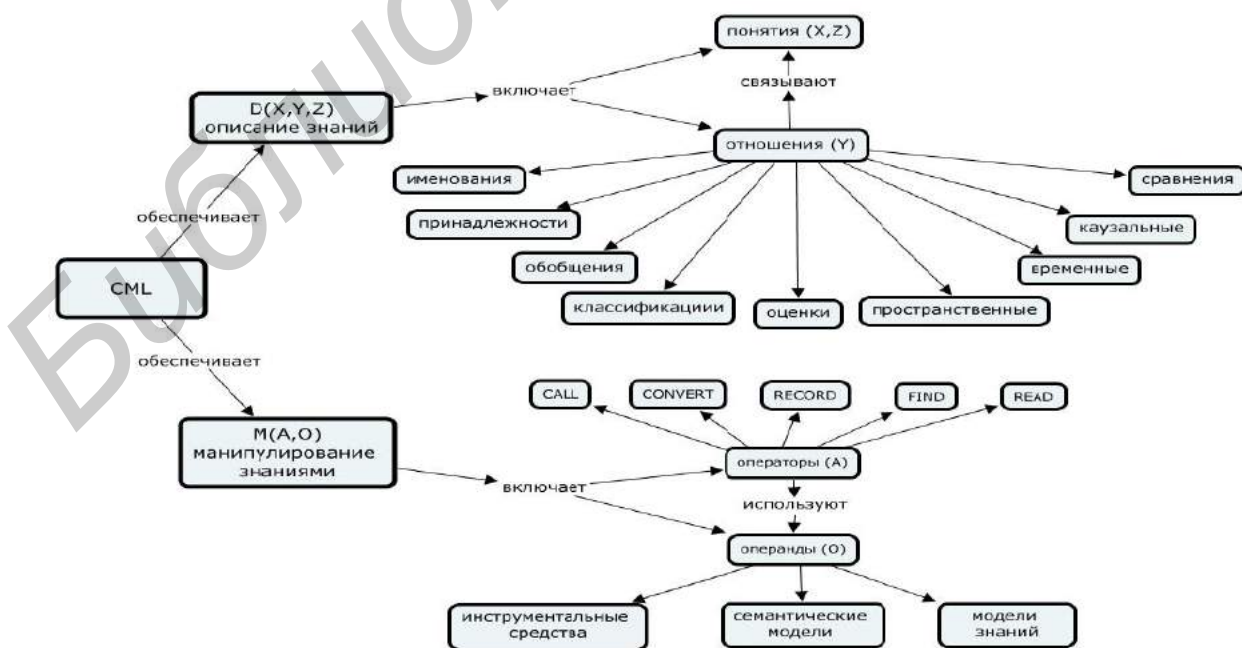 Библио
понятия (X,Z)
связывают
включает
D(X,Y,Z)
описание знаний
отношения (Y)
именования
сравнения
принадлежности
каузальные
обеспечивает
обобщения
временные
CML
классификациии
оценки
пространственные
обеспечивает
CALL
CONVERT
RECORD
FIND
READ
M(A,O)
манипулирование
знаниями
операторы (A)
включает
используют
операнды (O)
инструментальные
средства
семантические
модели
модели
знаний